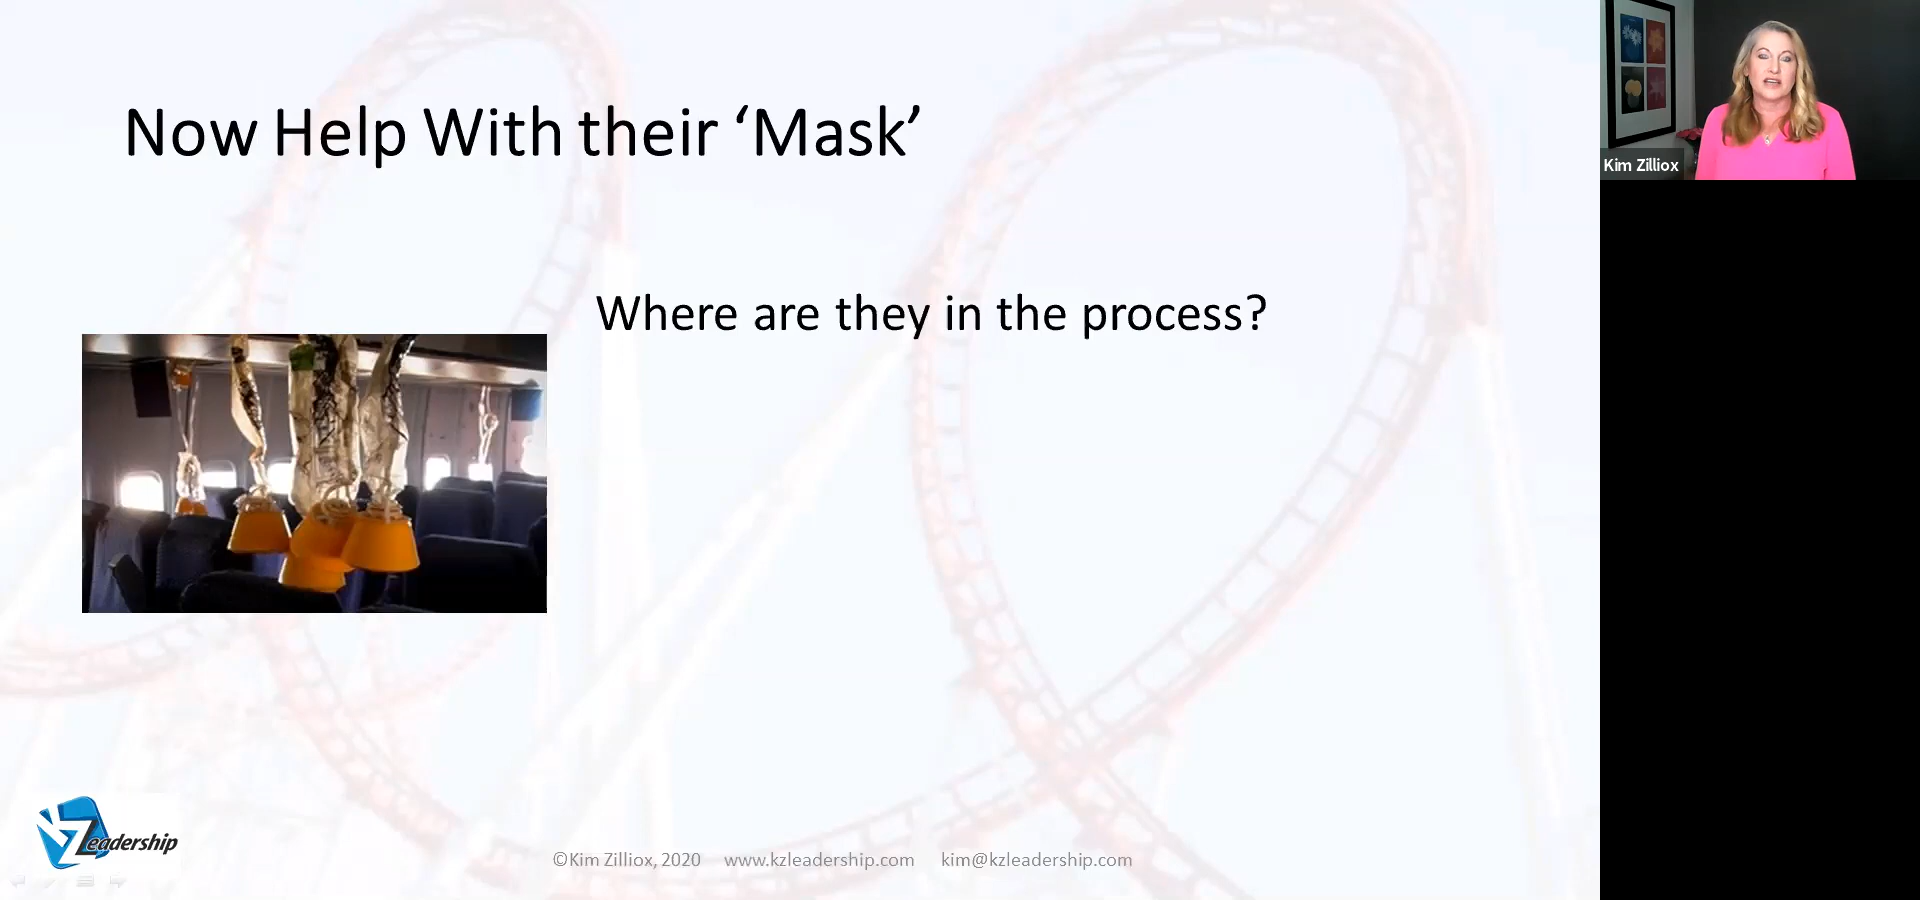 Now Help With their ‘Mask’
Kim Zilliox
Where are they in the process?
KZLeadership
©Kim Zilliox, 2020 www.kzleadership.com kim@kzleadership.com